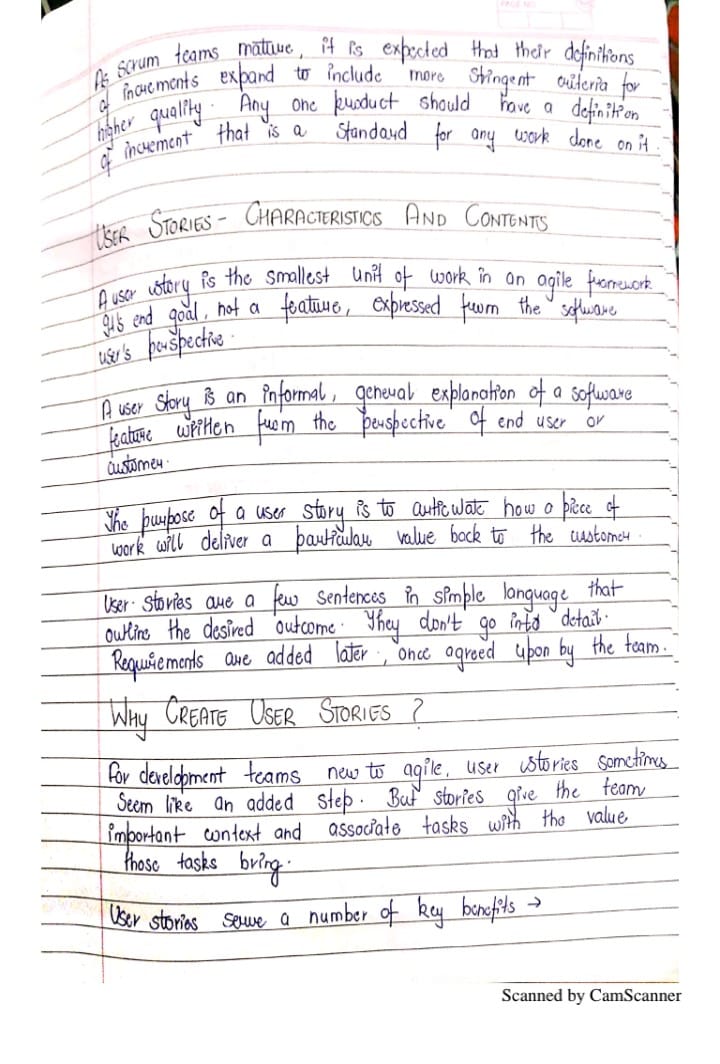 PAGE NO.
As scrum teams mature, it is expected that their definitions
of increments expand to include more stringent criteria for
higher quality. Any one product should have a definition
of increment that is a standard for any work done on it.
USER STORIES - CHARACTERISTICS AND CONTENTS
A user story is the smallest unit of work in an agile framework
It's end goal, not a feature, expressed from the software
user's perspective.
A user story is an informal, general explanation of a software
feature written from the perspective of end user or
customer.
The purpose of a user story is to articulate how a piece of
work will deliver a particular value back to the customer.
User stories are a few sentences in simple language that
outline the desired outcome. They don't go into detail.
Requirements are added later, once agreed upon by the team.
WHY CREATE USER STORIES ?
For development teams new to agile, user stories sometimes
seem like an added step. But stories give the team
important context and associate tasks with the value
those tasks bring.
User stories serve a number of key benefits →
Scanned by CamScanner